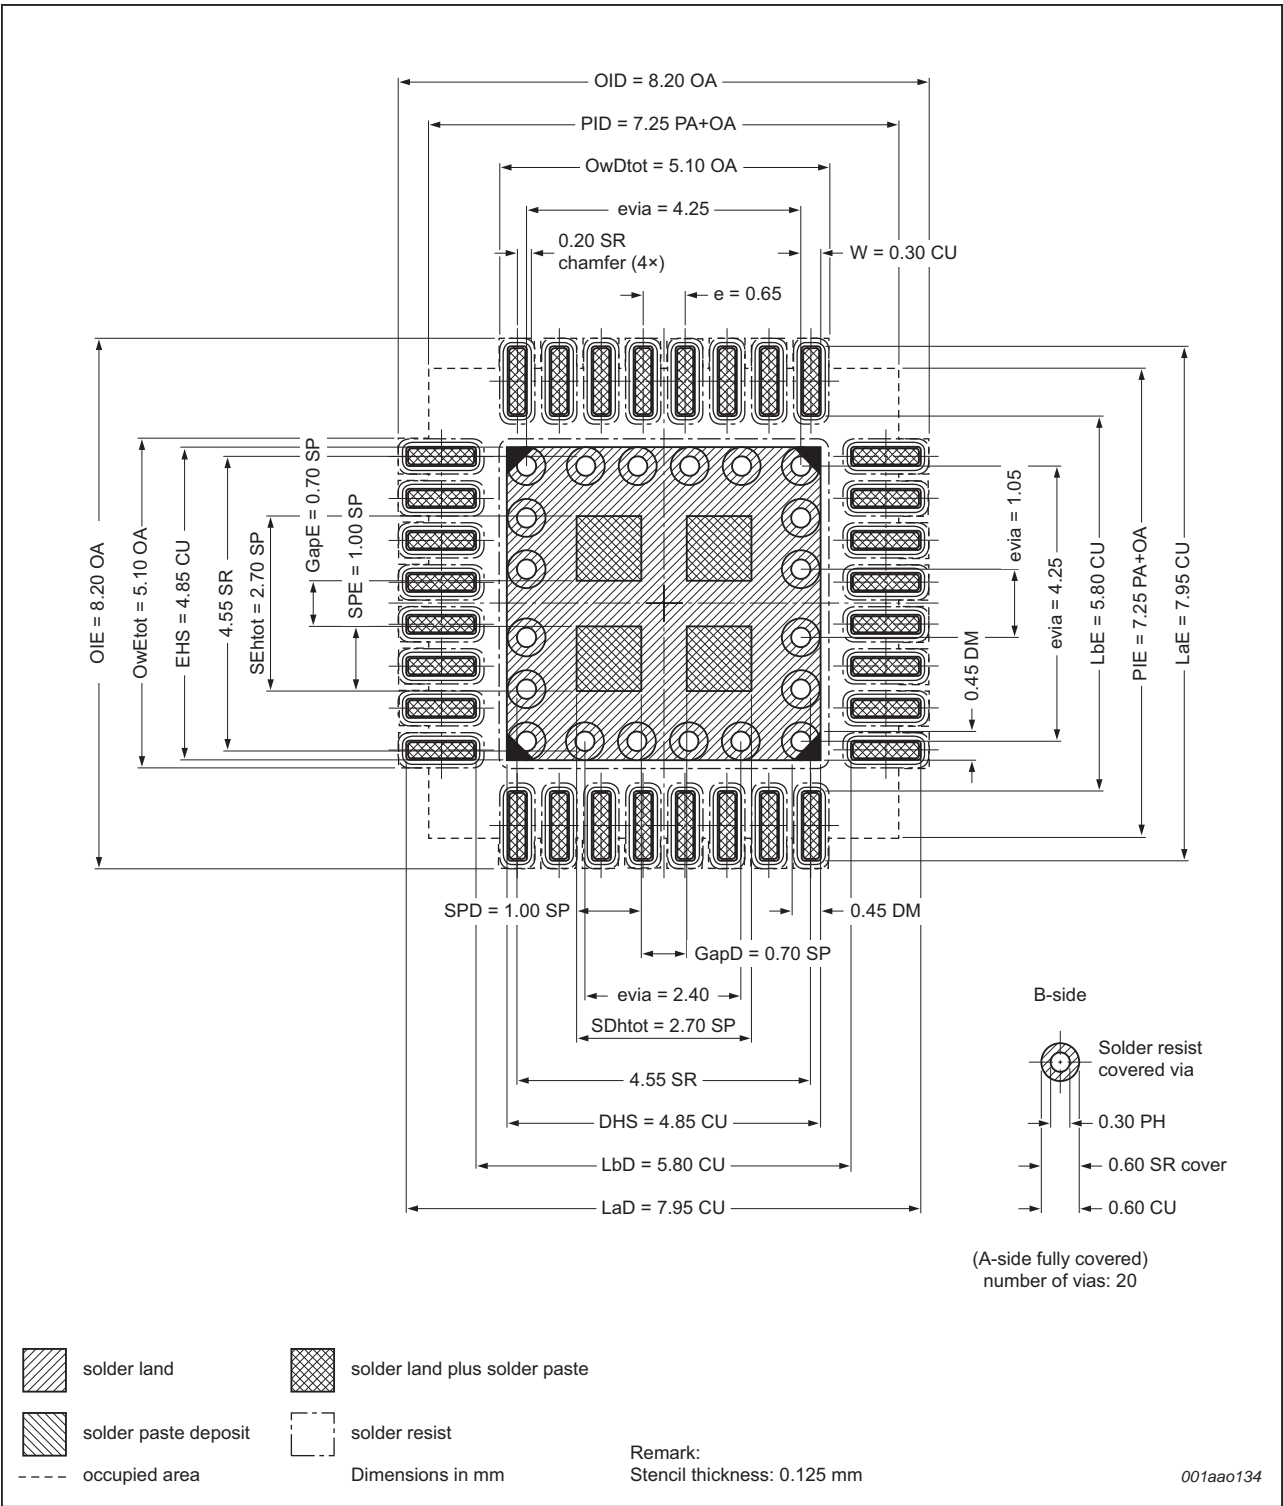 OID = 8.20 OA
PID = 7.25 PA+OA
OwDtot = 5.10 OA
evia = 4.25
0.20 SR
chamfer (4×)
W = 0.30 CU
e = 0.65
OIE = 8.20 OA
OwEtot = 5.10 OA
EHS = 4.85 CU
4.55 SR
SEhtot = 2.70 SP
GapE = 0.70 SP
SPE = 1.00 SP
evia = 1.05
0.45 DM
evia = 4.25
LbE = 5.80 CU
PIE = 7.25 PA+OA
LaE = 7.95 CU
SPD = 1.00 SP
0.45 DM
GapD = 0.70 SP
evia = 2.40
SDhtot = 2.70 SP
4.55 SR
DHS = 4.85 CU
LbD = 5.80 CU
LaD = 7.95 CU
B-side
Solder resist
covered via
0.30 PH
0.60 SR cover
0.60 CU
(A-side fully covered)
number of vias: 20
solder land
solder land plus solder paste
solder paste deposit
solder resist
occupied area
Dimensions in mm
Remark:
Stencil thickness: 0.125 mm
001aao134